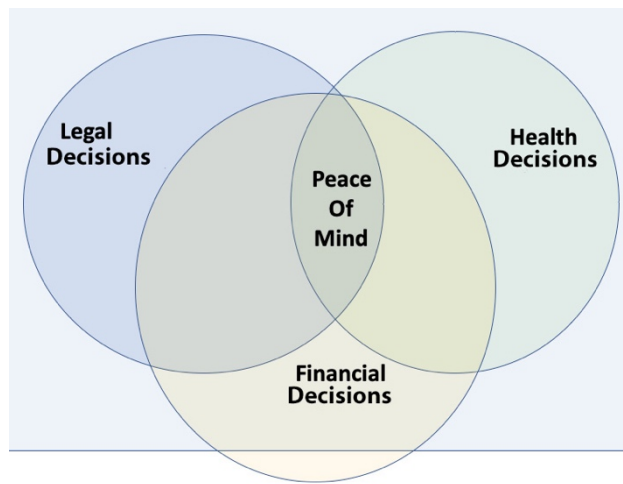 Legal
Decisions
Health
Decisions
Peace
Of
Mind
Financial
Decisions